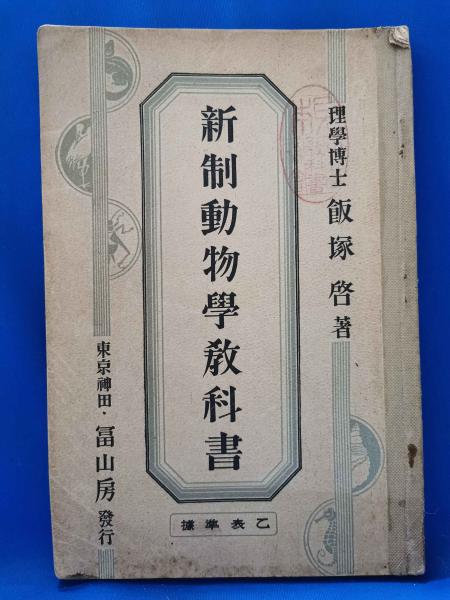 理學博士 飯塚 啓 著
新制動物學敎科書
乙表準據
東京神田・冨山房發行